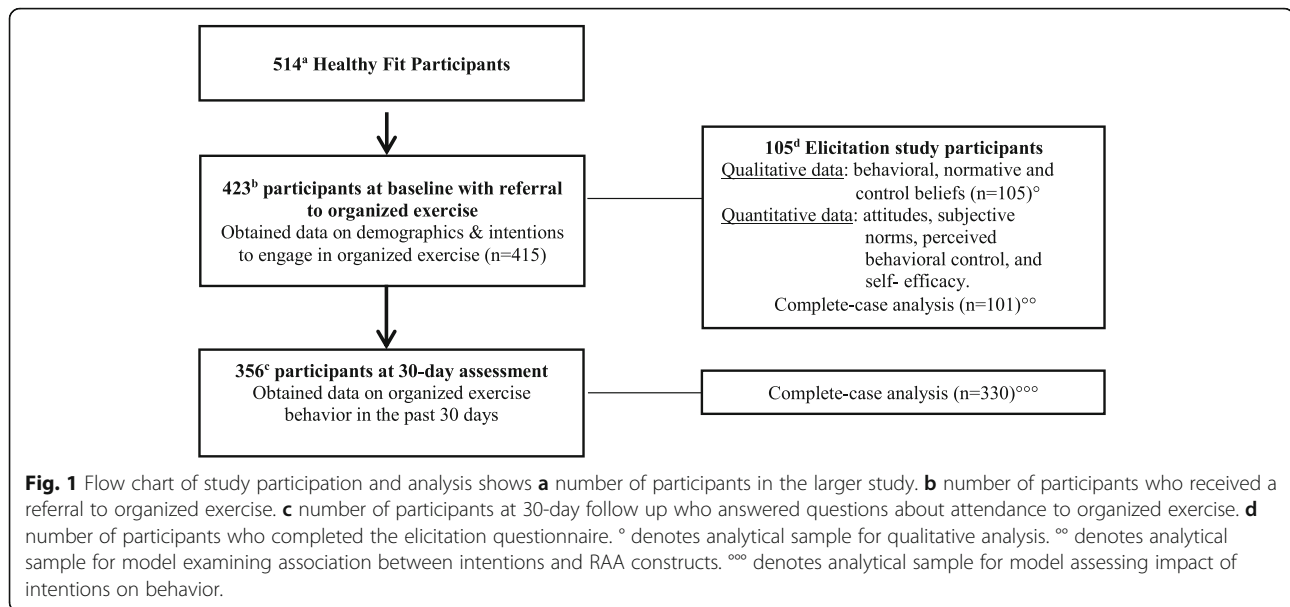 514ᵃ Healthy Fit Participants
423ᵇ participants at baseline with referral
to organized exercise
Obtained data on demographics & intentions
to engage in organized exercise (n=415)
105ᵈ Elicitation study participants
Qualitative data: behavioral, normative and
control beliefs (n=105)°
Quantitative data: attitudes, subjective
norms, perceived
behavioral control, and
self- efficacy.
Complete-case analysis (n=101)°°
356ᶜ participants at 30-day assessment
Obtained data on organized exercise
behavior in the past 30 days
Complete-case analysis (n=330)°°°
Fig. 1 Flow chart of study participation and analysis shows a number of participants in the larger study. b number of participants who received a
referral to organized exercise. c number of participants at 30-day follow up who answered questions about attendance to organized exercise. d
number of participants who completed the elicitation questionnaire. ° denotes analytical sample for qualitative analysis. °° denotes analytical
sample for model examining association between intentions and RAA constructs. °°° denotes analytical sample for model assessing impact of
intentions on behavior.